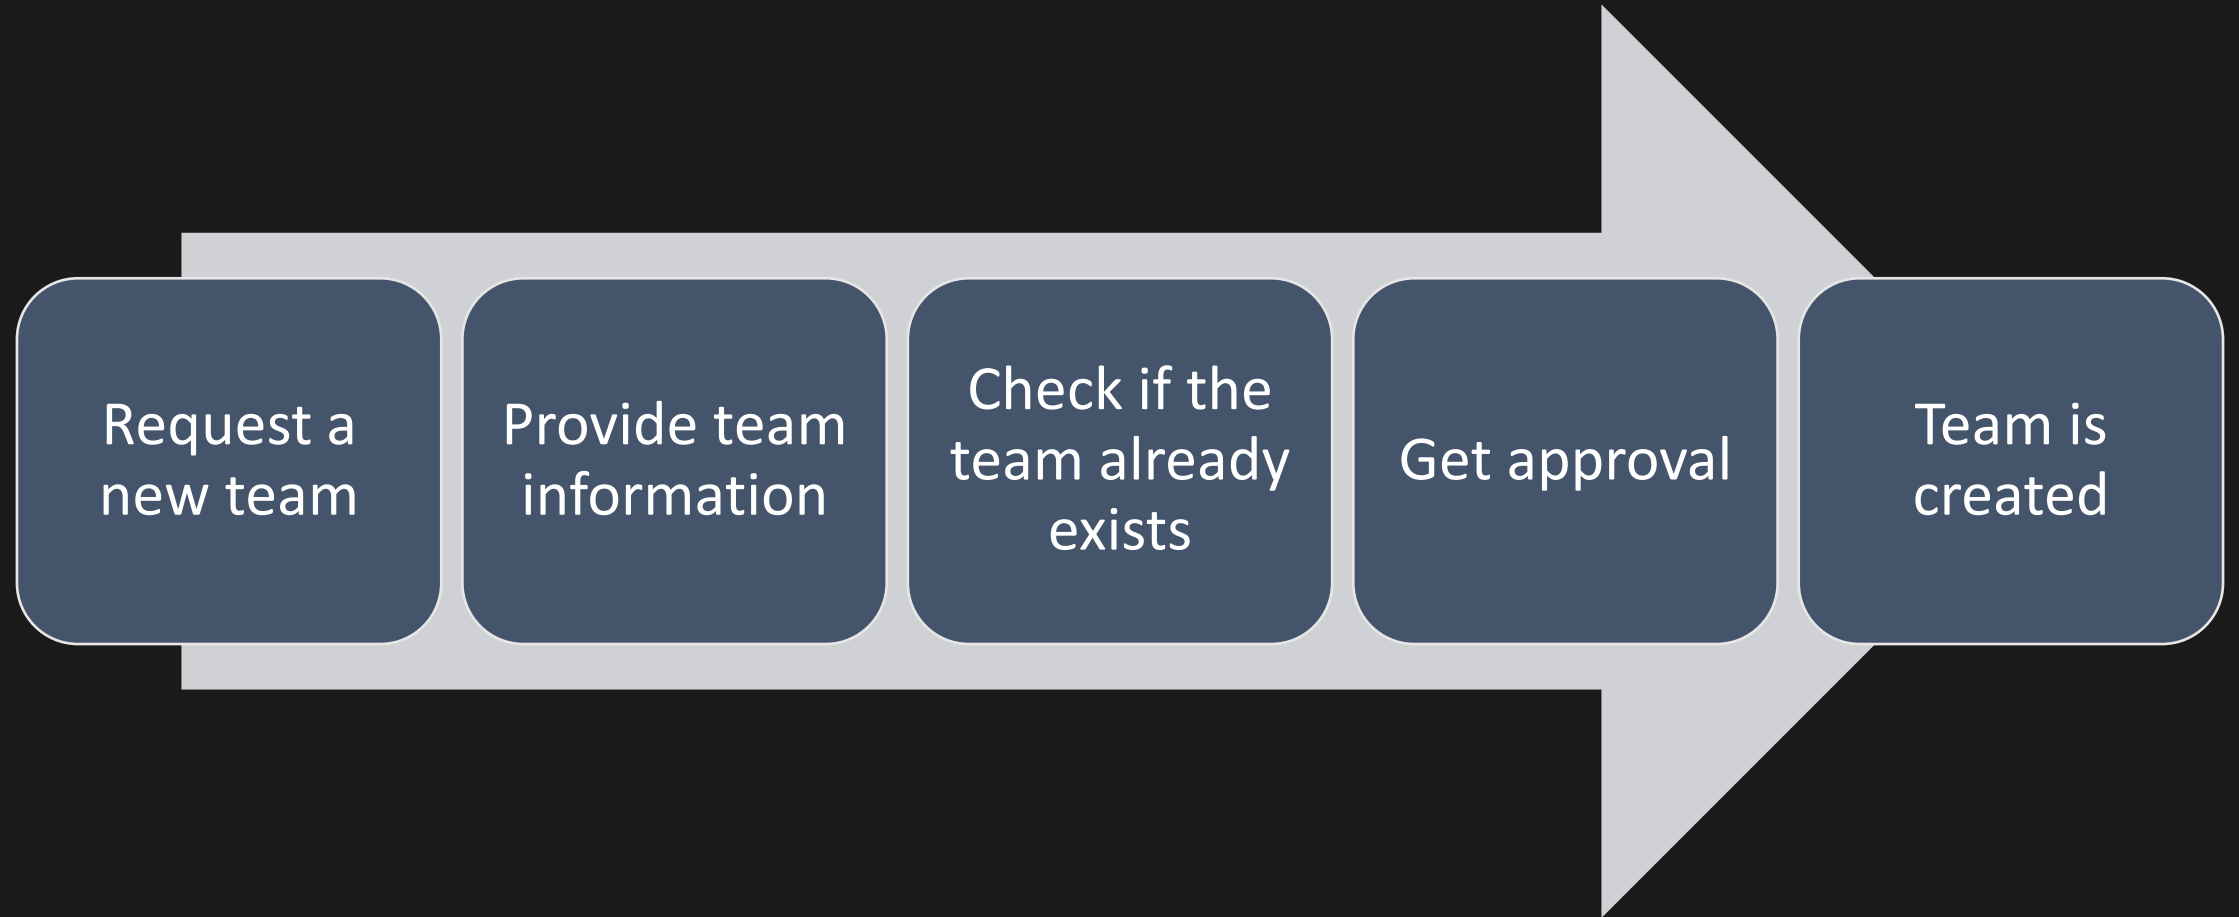 Request a
new team
Provide team
information
Check if the
team already
exists
Get approval
Team is
created